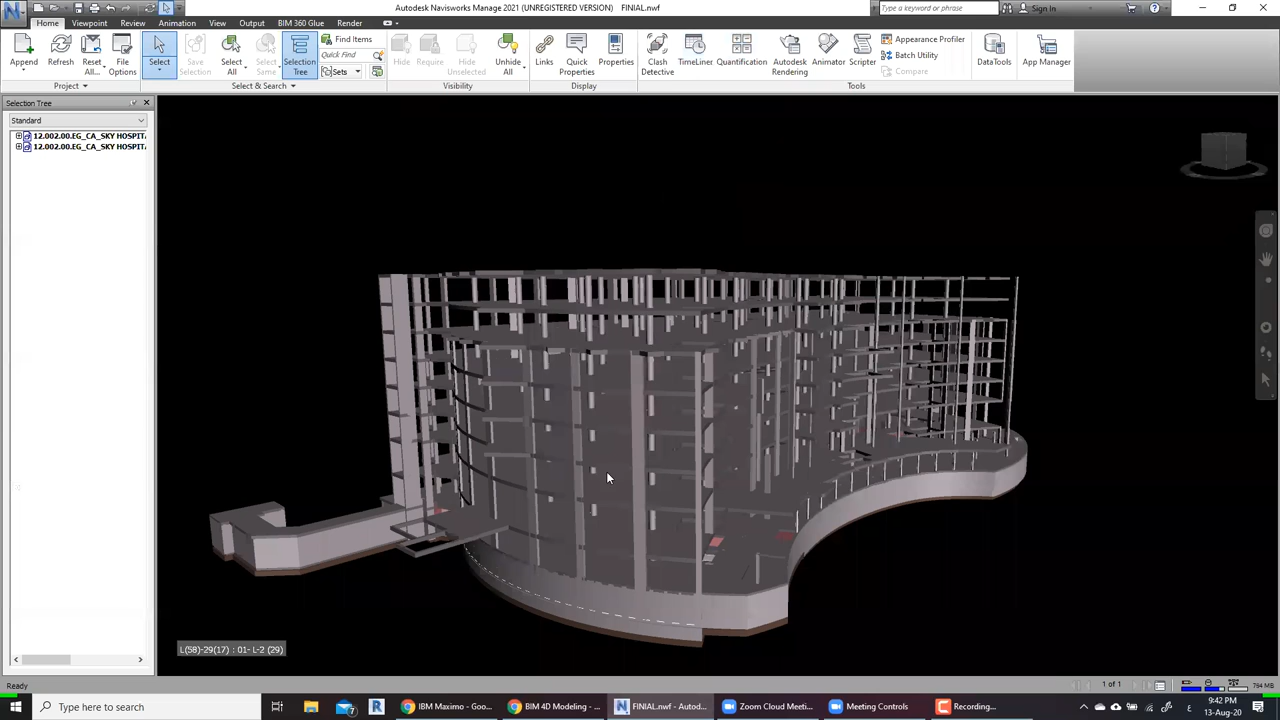 Autodesk Navisworks Manage 2021 (UNREGISTERED VERSION) FINIAL.nwf
Type a keyword or phrase
Sign In
Home Viewpoint Review Animation View Output BIM 360 Glue Render
Append
Refresh
Reset All...
File Options
Project
Select
Save Selection
Select All
Select Same
Selection Tree
Find Items
Quick Find
Sets
Select & Search
Hide
Require
Hide Unselected
Unhide All
Visibility
Links
Quick Properties
Properties
Display
Clash Detective
TimeLiner
Quantification
Autodesk Rendering
Animator
Scripter
Appearance Profiler
Batch Utility
Compare
Tools
DataTools
App Manager
Selection Tree
Standard
12.002.00.EG_CA_SKY HOSPIT
12.002.00.EG_CA_SKY HOSPIT
L(58)-29(17) : 01- L-2 (29)
Ready
1 of 1
794 MB
Type here to search
IBM Maximo - Goo...
BIM 4D Modeling - ...
FINIAL.nwf - Autod...
Zoom Cloud Meeti...
Meeting Controls
Recording...
ع
9:42 PM
13-Aug-20